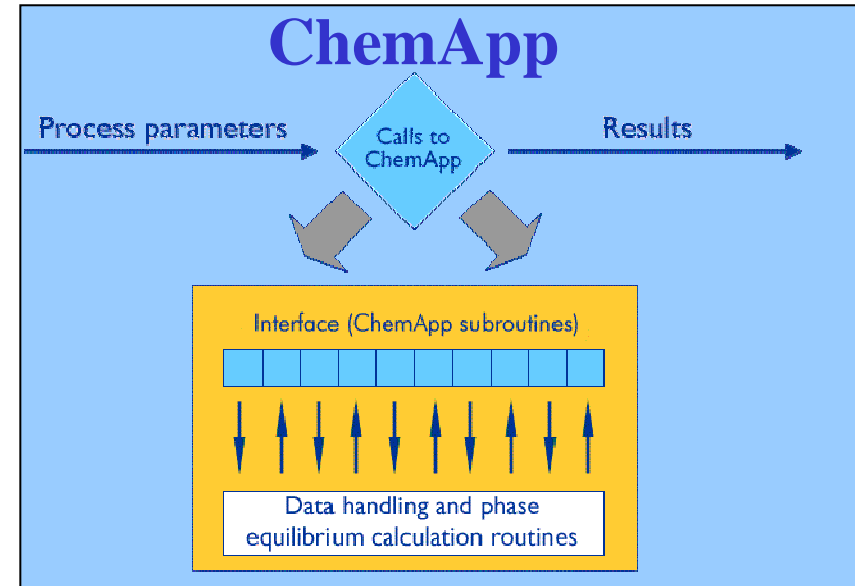 ChemApp
Process parameters
Calls to
ChemApp
Results
Interface (ChemApp subroutines)
Data handling and phase
equilibrium calculation routines